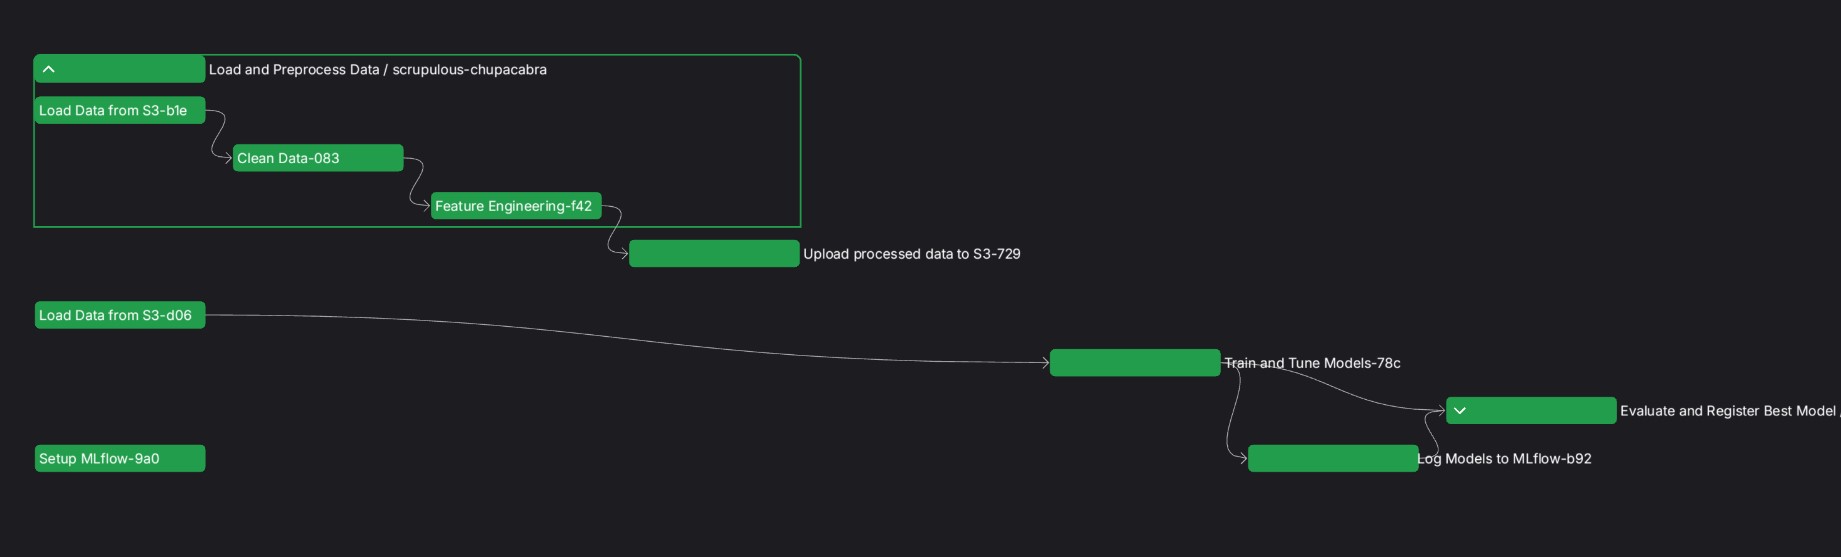 Load and Preprocess Data / scrupulous-chupacabra
Load Data from S3-b1e
Clean Data-083
Feature Engineering-f42
Upload processed data to S3-729
Load Data from S3-d06
Train and Tune Models-78c
Evaluate and Register Best Model /
Setup MLflow-9a0
Log Models to MLflow-b92